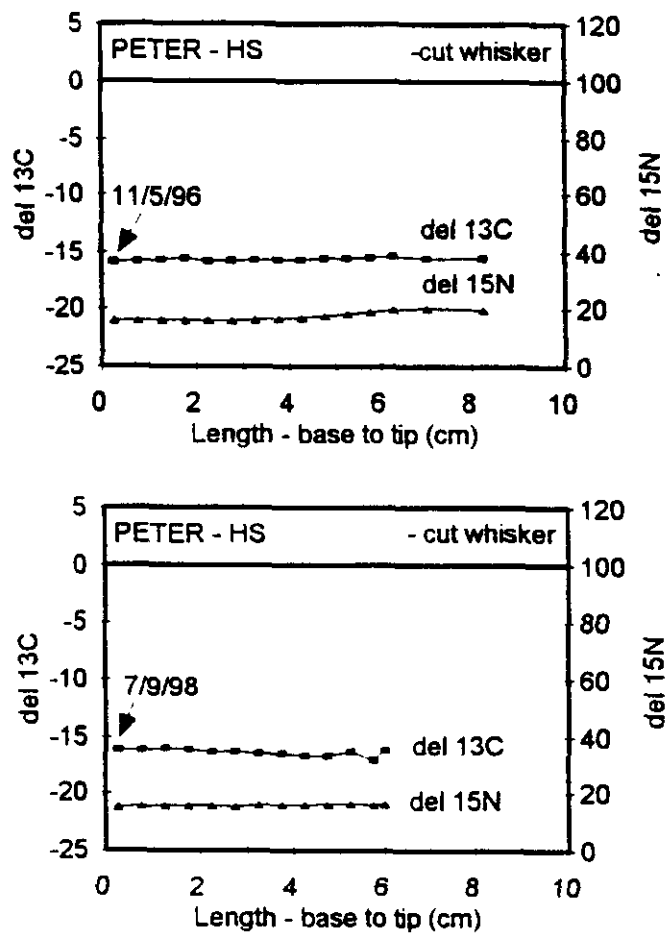 5
120
PETER - HS
-cut whisker
0
100
-5
80
del 13C
-10
60
del 15N
11/5/96
del 13C
-15
40
del 15N
-20
20
-25
0
0 2 4 6 8 10
Length - base to tip (cm)
5
120
PETER - HS
- cut whisker
0
100
-5
80
del 13C
-10
60
del 15N
7/9/98
-15
del 13C
40
-20
del 15N
20
-25
0
0 2 4 6 8 10
Length - base to tip (cm)